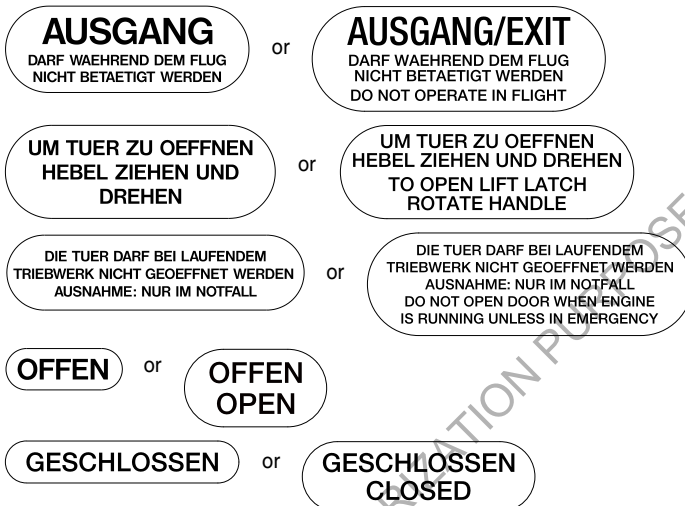 AUSGANG
DARF WAEHREND DEM FLUG
NICHT BETAETIGT WERDEN
or
AUSGANG/EXIT
DARF WAEHREND DEM FLUG
NICHT BETAETIGT WERDEN
DO NOT OPERATE IN FLIGHT
UM TUER ZU OEFFNEN
HEBEL ZIEHEN UND
DREHEN
or
UM TUER ZU OEFFNEN
HEBEL ZIEHEN UND DREHEN
TO OPEN LIFT LATCH
ROTATE HANDLE
DIE TUER DARF BEI LAUFENDEM
TRIEBWERK NICHT GEOEFFNET WERDEN
AUSNAHME: NUR IM NOTFALL
or
DIE TUER DARF BEI LAUFENDEM
TRIEBWERK NICHT GEOEFFNET WERDEN
AUSNAHME: NUR IM NOTFALL
DO NOT OPEN DOOR WHEN ENGINE
IS RUNNING UNLESS IN EMERGENCY
OFFEN
or
OFFEN
OPEN
GESCHLOSSEN
or
GESCHLOSSEN
CLOSED